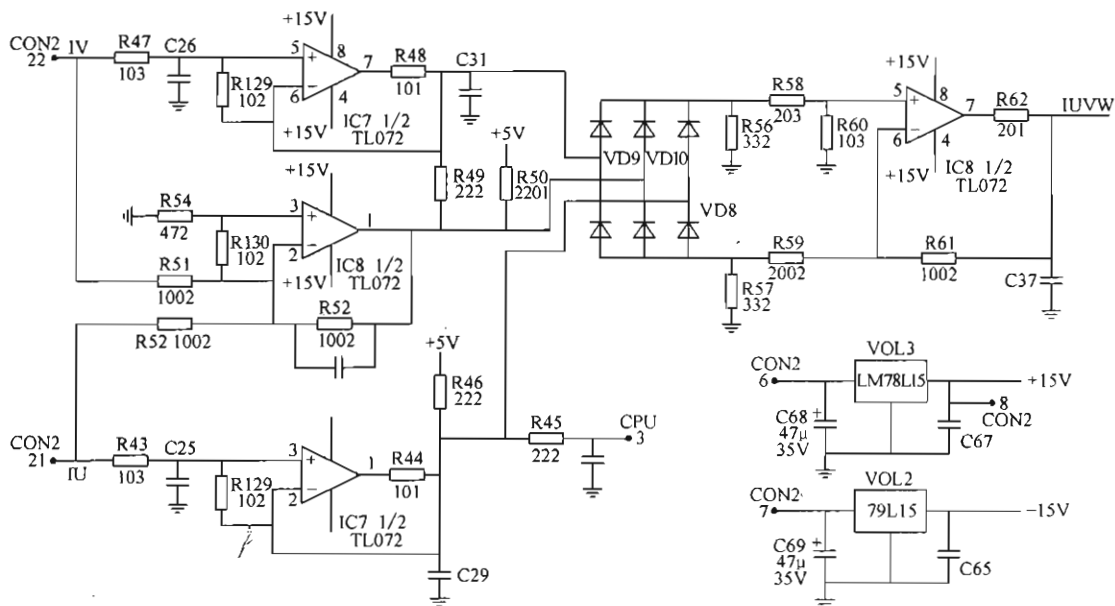 +15V
CON2 IV R47 C26 5 + 8 7 R48 C31
22 103 R129 102 6 − 4 101
+15V IC7 1/2
TL072
+5V
+15V
R49
222
R50
2201
R54
472
3 + 1
R130
102
2 −
IC8 1/2
+15V TL072
R51
1002
R52
1002
R52 1002
+5V
R46
222
CON2
21
IU
R43
103
C25
3 + 1
R44
101
R129
102
2 −
IC7 1/2
TL072
C29
R45
222
CPU
3
VD9
VD10
VD8
R56
332
R58
203
R60
103
+15V
5 + 8 7
6 − 4
+15V IC8 1/2
TL072
R62
201
IUVW
R57
332
R59
2002
R61
1002
C37
VOL3
CON2
6
LM78L15
+15V
8
CON2
C68 +
47μ
35V
C67
VOL2
CON2
7
79L15
−15V
C69 +
47μ
35V
C65